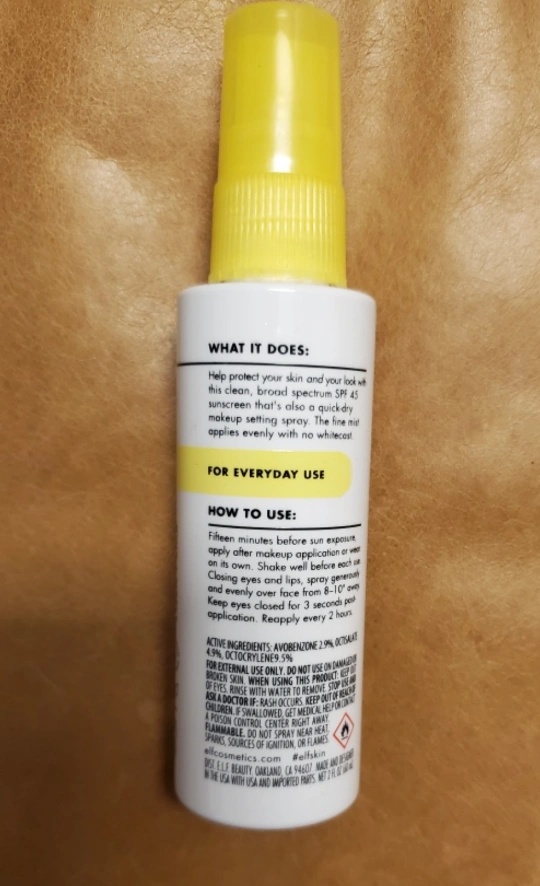 WHAT IT DOES:
Help protect your skin and your look with
this clean, broad spectrum SPF 45
sunscreen that's also a quick-dry
makeup setting spray. The fine mist
applies evenly with no whitecast.
FOR EVERYDAY USE
HOW TO USE:
Fifteen minutes before sun exposure,
apply after makeup application or wear
on its own. Shake well before each use.
Closing eyes and lips, spray generously
and evenly over face from 8–10" away.
Keep eyes closed for 3 seconds post
application. Reapply every 2 hours.
ACTIVE INGREDIENTS: AVOBENZONE 2.9%, OCTISALATE
4.9%, OCTOCRYLENE9.5%
FOR EXTERNAL USE ONLY. DO NOT USE ON DAMAGED OR
BROKEN SKIN. WHEN USING THIS PRODUCT: KEEP OUT
OF EYES. RINSE WITH WATER TO REMOVE. STOP USE AND
ASK A DOCTOR IF: RASH OCCURS. KEEP OUT OF REACH OF
CHILDREN. IF SWALLOWED, GET MEDICAL HELP OR CONTACT
A POISON CONTROL CENTER RIGHT AWAY.
FLAMMABLE. DO NOT SPRAY NEAR HEAT,
SPARKS, SOURCES OF IGNITION, OR FLAMES.
elfcosmetics.com #elfskin
DIST. E.L.F. BEAUTY, OAKLAND, CA 94607. MADE AND DESIGNED
IN THE USA WITH USA AND IMPORTED PARTS. NET 2 FL OZ (60 mL)